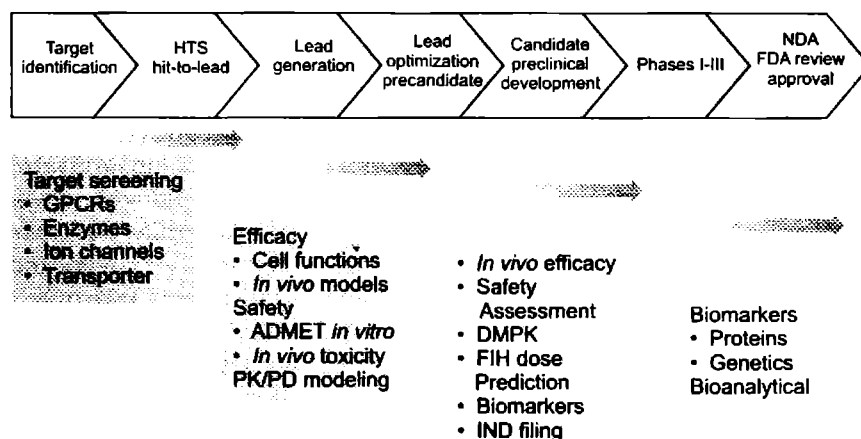 Target
identification
HTS
hit-to-lead
Lead
generation
Lead
optimization
precandidate
Candidate
preclinical
development
Phases I-III
NDA
FDA review
approval
Target screening
• GPCRs
• Enzymes
• Ion channels
• Transporter
Efficacy
• Cell functions
• In vivo models
Safety
• ADMET in vitro
• In vivo toxicity
PK/PD modeling
• In vivo efficacy
• Safety
Assessment
• DMPK
• FIH dose
Prediction
• Biomarkers
• IND filing
Biomarkers
• Proteins
• Genetics
Bioanalytical